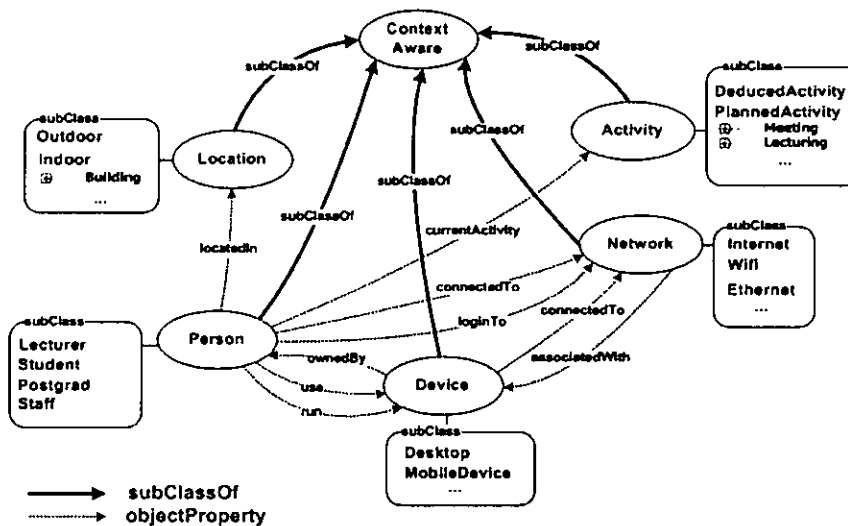 Context
Aware
subClassOf
subClassOf
subClassOf
subClassOf
subClassOf
subClass
Outdoor
Indoor
Building
...
Location
Activity
subClass
DeducedActivity
PlannedActivity
Meeting
Lecturing
...
locatedIn
currentActivity
Network
subClass
Internet
Wifi
Ethernet
...
connectedTo
loginTo
connectedTo
associatedWith
subClass
Lecturer
Student
Postgrad
Staff
Person
ownedBy
use
run
Device
subClass
Desktop
MobileDevice
...
subClassOf
objectProperty